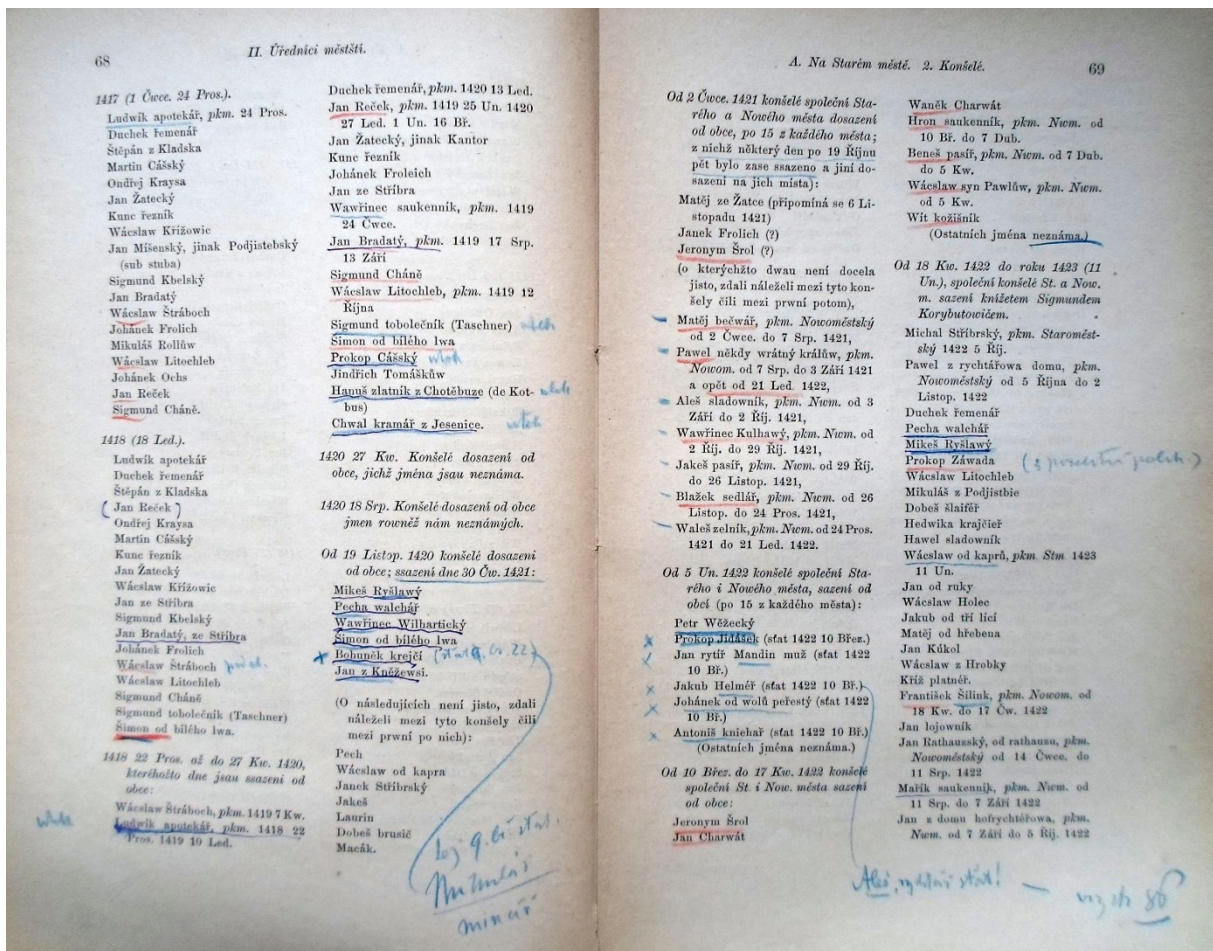 68
II. Úředníci městští.
1417 (1 Čwce. 24 Pros.).
Ludwík apotekář, pkm. 24 Pros.
Duchek řemenář
Štěpán z Kladska
Martin Cášský
Ondřej Kraysa
Jan Žatecký
Kunc řezník
Wácslaw Křížowic
Jan Míšenský, jinak Podjistebský
(sub stuba)
Sigmund Kbelský
Jan Bradatý
Wácslaw Štráboch
Johánek Frolich
Mikuláš Rollůw
Wácslaw Litochleb
Johánek Ochs
Jan Reček
Sigmund Cháně.
1418 (18 Led.).
Ludwík apotekář
Duchek řemenář
Štěpán z Kladska
( Jan Reček )
Ondřej Kraysa
Martin Cášský
Kunc řezník
Jan Žatecký
Wácslaw Křížowic
Jan ze Stříbra
Sigmund Kbelský
Jan Bradatý, ze Stříbra
Johánek Frolich
Wácslaw Štráboch
Wácslaw Litochleb
Sigmund Cháně
Sigmund tobolečník (Taschner)
Šimon od bílého lwa.
1418 22 Pros. až do 27 Kw. 1420,
kteréhožto dne jsau ssazeni od
obce:
Wácslaw Štráboch, pkm. 1419 7 Kw.
Ludwík apotekář, pkm. 1418 22
Pros. 1419 10 Led.
Duchek řemenář, pkm. 1420 13 Led.
Jan Reček, pkm. 1419 25 Un. 1420
27 Led. 1 Un. 16 Bř.
Jan Žatecký, jinak Kantor
Kunc řezník
Johánek Froleich
Jan ze Stříbra
Wawřinec saukenník, pkm. 1419
24 Čwce.
Jan Bradatý, pkm. 1419 17 Srp.
13 Září
Sigmund Cháně
Wácslaw Litochleb, pkm. 1419 12
Října
Sigmund tobolečník (Taschner) utek
Šimon od bílého lwa
Prokop Cášský utek
Jindřich Tomáškůw
Hanuš zlatník z Chotěbuze (de Kot- utek
bus)
Chwal kramář z Jesenice. utek
1420 27 Kw. Konšelé dosazeni od
obce, jichž jména jsau neznáma.
1420 18 Srp. Konšelé dosazeni od obce
jmen rowněž nám neznámých.
Od 19 Listop. 1420 konšelé dosazeni
od obce; ssazeni dne 30 Čw. 1421:
Mikeš Ryšlawý
Pecha walchář
Wawřinec Wilhartický
Šimon od bílého lwa
Bohuněk krejčí
Jan z Kněžewsi.
(O následujících není jisto, zdali
náleželi mezi tyto konšely čili
mezi prwní po nich):
Pech
Wácslaw od kapra
Janek Stříbrský
Jakeš
Laurin
Dobeš brusič
Macák.
Mikuláš
mincíř
A. Na Starém městě. 2. Konšelé.
69
Od 2 Čwce. 1421 konšelé společní Sta-
rého a Nowého města dosazeni
od obce, po 15 z každého města;
z nichž některý den po 19 Říjnu
pět bylo zase ssazeno a jiní do-
sazeni na jich místa):
Matěj ze Žatce (připomíná se 6 Li-
stopadu 1421)
Janek Frolich (?)
Jeronym Šrol (?)
(o kterýchžto dwau není docela
jisto, zdali náleželi mezi tyto kon-
šely čili mezi prwní potom),
Matěj bečwář, pkm. Nowoměstský
od 2 Čwce. do 7 Srp. 1421,
Pawel někdy wrátný králůw, pkm.
Nowom. od 7 Srp. do 3 Září 1421
a opět od 21 Led. 1422,
Aleš sladowník, pkm. Nwm. od 3
Září do 2 Říj. 1421,
Wawřinec Kulhawý, pkm. Nwm. od
2 Říj. do 29 Říj. 1421,
Jakeš pasíř, pkm. Nwm. od 29 Říj.
do 26 Listop. 1421,
Blažek sedlář, pkm. Nwm. od 26
Listop. do 24 Pros. 1421,
Waleš zelník, pkm. Nwm. od 24 Pros.
1421 do 21 Led. 1422.
Od 5 Un. 1422 konšelé společní Sta-
rého i Nowého města, sazeni od
obcí (po 15 z každého města):
Petr Wěžecký
Prokop Jidášek (sťat 1422 10 Břez.)
Jan rytíř Mandin muž (sťat 1422
10 Bř.)
Jakub Helméř (sťat 1422 10 Bř.)
Johánek od wolů peřestý (sťat 1422
10 Bř.)
Antoniš kniehař (sťat 1422 10 Bř.)
(Ostatních jména neznáma.)
Od 10 Břez. do 17 Kw. 1422 konšelé
společní St. i Now. města sazeni
od obce:
Jeronym Šrol
Jan Charwát
Waněk Charwát
Hron saukenník, pkm. Nwm. od
10 Bř. do 7 Dub.
Beneš pasíř, pkm. Nwm. od 7 Dub.
do 5 Kw.
Wácslaw syn Pawlůw, pkm. Nwm.
od 5 Kw.
Wít kožišník
(Ostatních jména neznáma.)
Od 18 Kw. 1422 do roku 1423 (11
Un.), společní konšelé St. a Now.
m. sazení knížetem Sigmundem
Korybutowičem.
Michal Stříbrský, pkm. Staroměst-
ský 1422 5 Říj.
Pawel z rychtářowa domu, pkm.
Nowoměstský od 5 Října do 2
Listop. 1422
Duchek řemenář
Pecha walchář
Mikeš Ryšlawý
Prokop Záwada
Wácslaw Litochleb
Mikuláš z Podjistbie
Dobeš šlaiféř
Hedwika krajčieř
Hawel sladowník
Wácslaw od kaprů, pkm. Stm 1423
11 Un.
Jan od ruky
Wácslaw Holec
Jakub od tří lící
Matěj od hřebena
Jan Kúkol
Wácslaw z Hrobky
Kříž platnéř.
František Šilink, pkm. Nowom. od
18 Kw. do 17 Čw. 1422
Jan lojowník
Jan Rathauzský, od rathauzu, pkm.
Nowoměstský od 14 Čwce. do
11 Srp. 1422
Mařík saukenník, pkm. Nwm. od
11 Srp. do 7 Září 1422
Jan z domu hofrychtéřowa, pkm.
Nwm. od 7 Září do 5 Říj. 1422
viz str 86